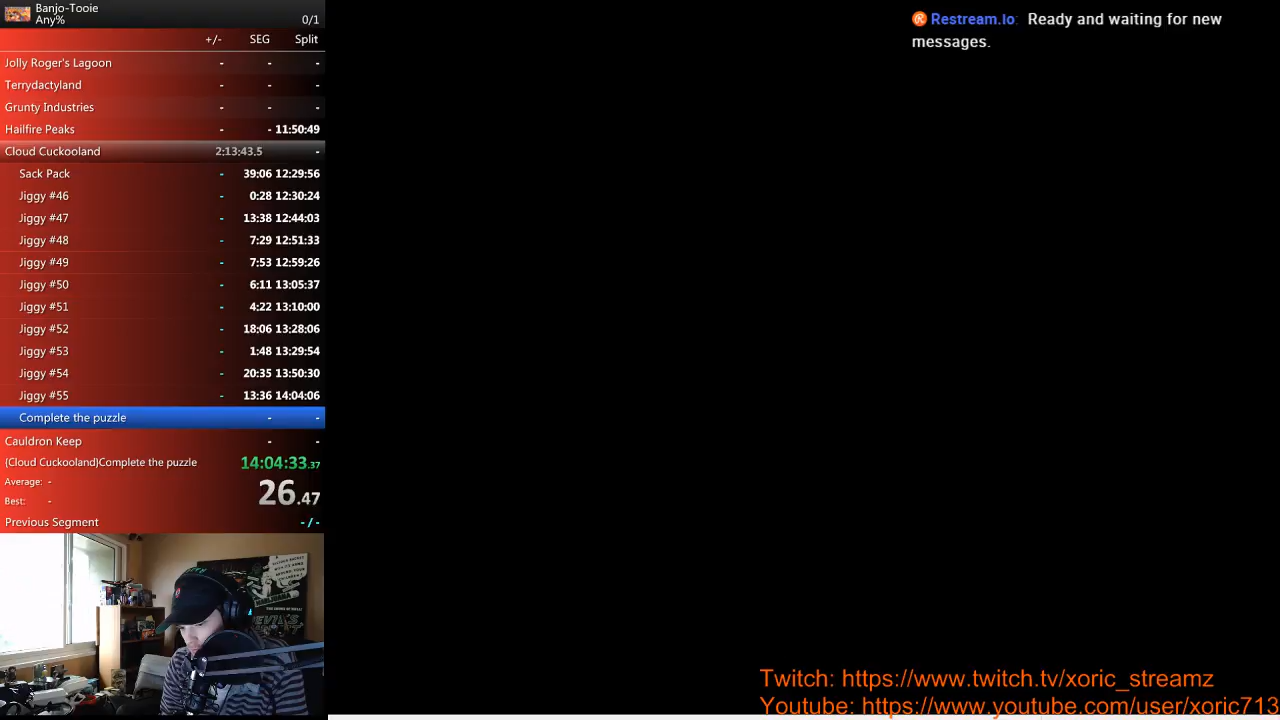 Banjo-Tooie
Any%
0/1
+/- SEG Split
Jolly Roger's Lagoon - - -
Terrydactyland - - -
Grunty Industries - - -
Hailfire Peaks - - 11:50:49
Cloud Cuckooland 2:13:43.5 -
Sack Pack - 39:06 12:29:56
Jiggy #46 - 0:28 12:30:24
Jiggy #47 - 13:38 12:44:03
Jiggy #48 - 7:29 12:51:33
Jiggy #49 - 7:53 12:59:26
Jiggy #50 - 6:11 13:05:37
Jiggy #51 - 4:22 13:10:00
Jiggy #52 - 18:06 13:28:06
Jiggy #53 - 1:48 13:29:54
Jiggy #54 - 20:35 13:50:30
Jiggy #55 - 13:36 14:04:06
Complete the puzzle - -
Cauldron Keep - -
{Cloud Cuckooland}Complete the puzzle 14:04:33.37
Average: -
Best: -
26.47
Previous Segment - / -
Restream.io: Ready and waiting for new
messages.
Twitch: https://www.twitch.tv/xoric_streamz
Youtube: https://www.youtube.com/user/xoric713